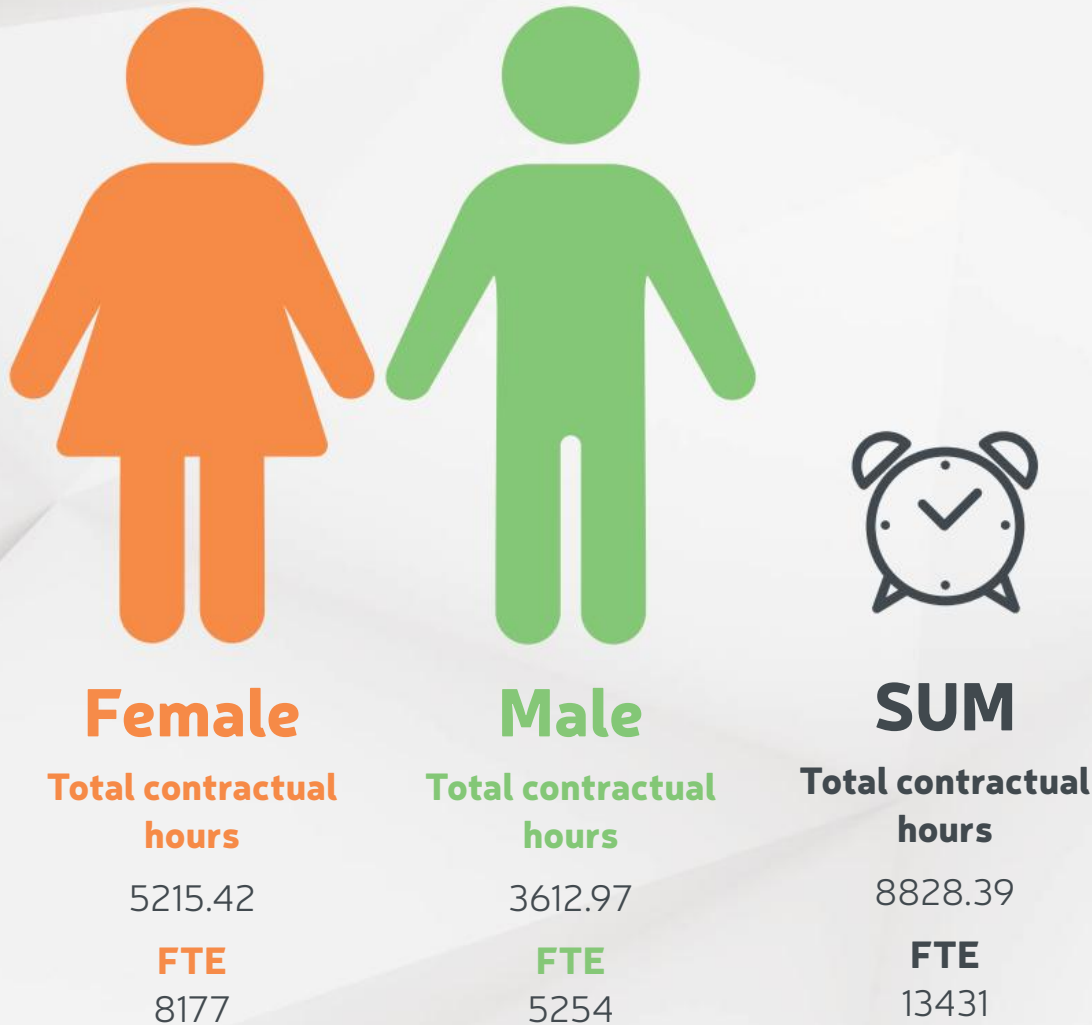 Female
Total contractual
hours
5215.42
FTE
8177
Male
Total contractual
hours
3612.97
FTE
5254
SUM
Total contractual
hours
8828.39
FTE
13431